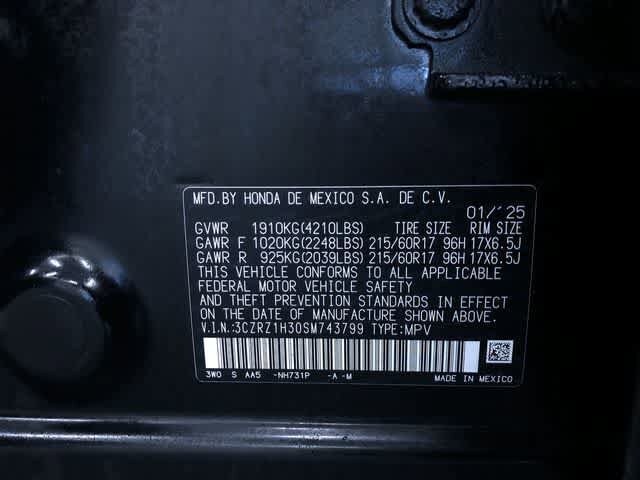 MFD.BY HONDA DE MEXICO S.A. DE C.V.
01/'25
GVWR 1910KG(4210LBS) TIRE SIZE RIM SIZE
GAWR F 1020KG(2248LBS) 215/60R17 96H 17X6.5J
GAWR R 925KG(2039LBS) 215/60R17 96H 17X6.5J
THIS VEHICLE CONFORMS TO ALL APPLICABLE
FEDERAL MOTOR VEHICLE SAFETY
AND THEFT PREVENTION STANDARDS IN EFFECT
ON THE DATE OF MANUFACTURE SHOWN ABOVE.
V.I.N.:3CZRZ1H30SM743799 TYPE:MPV
3W0 S AA5 -NH731P -A -M MADE IN MEXICO